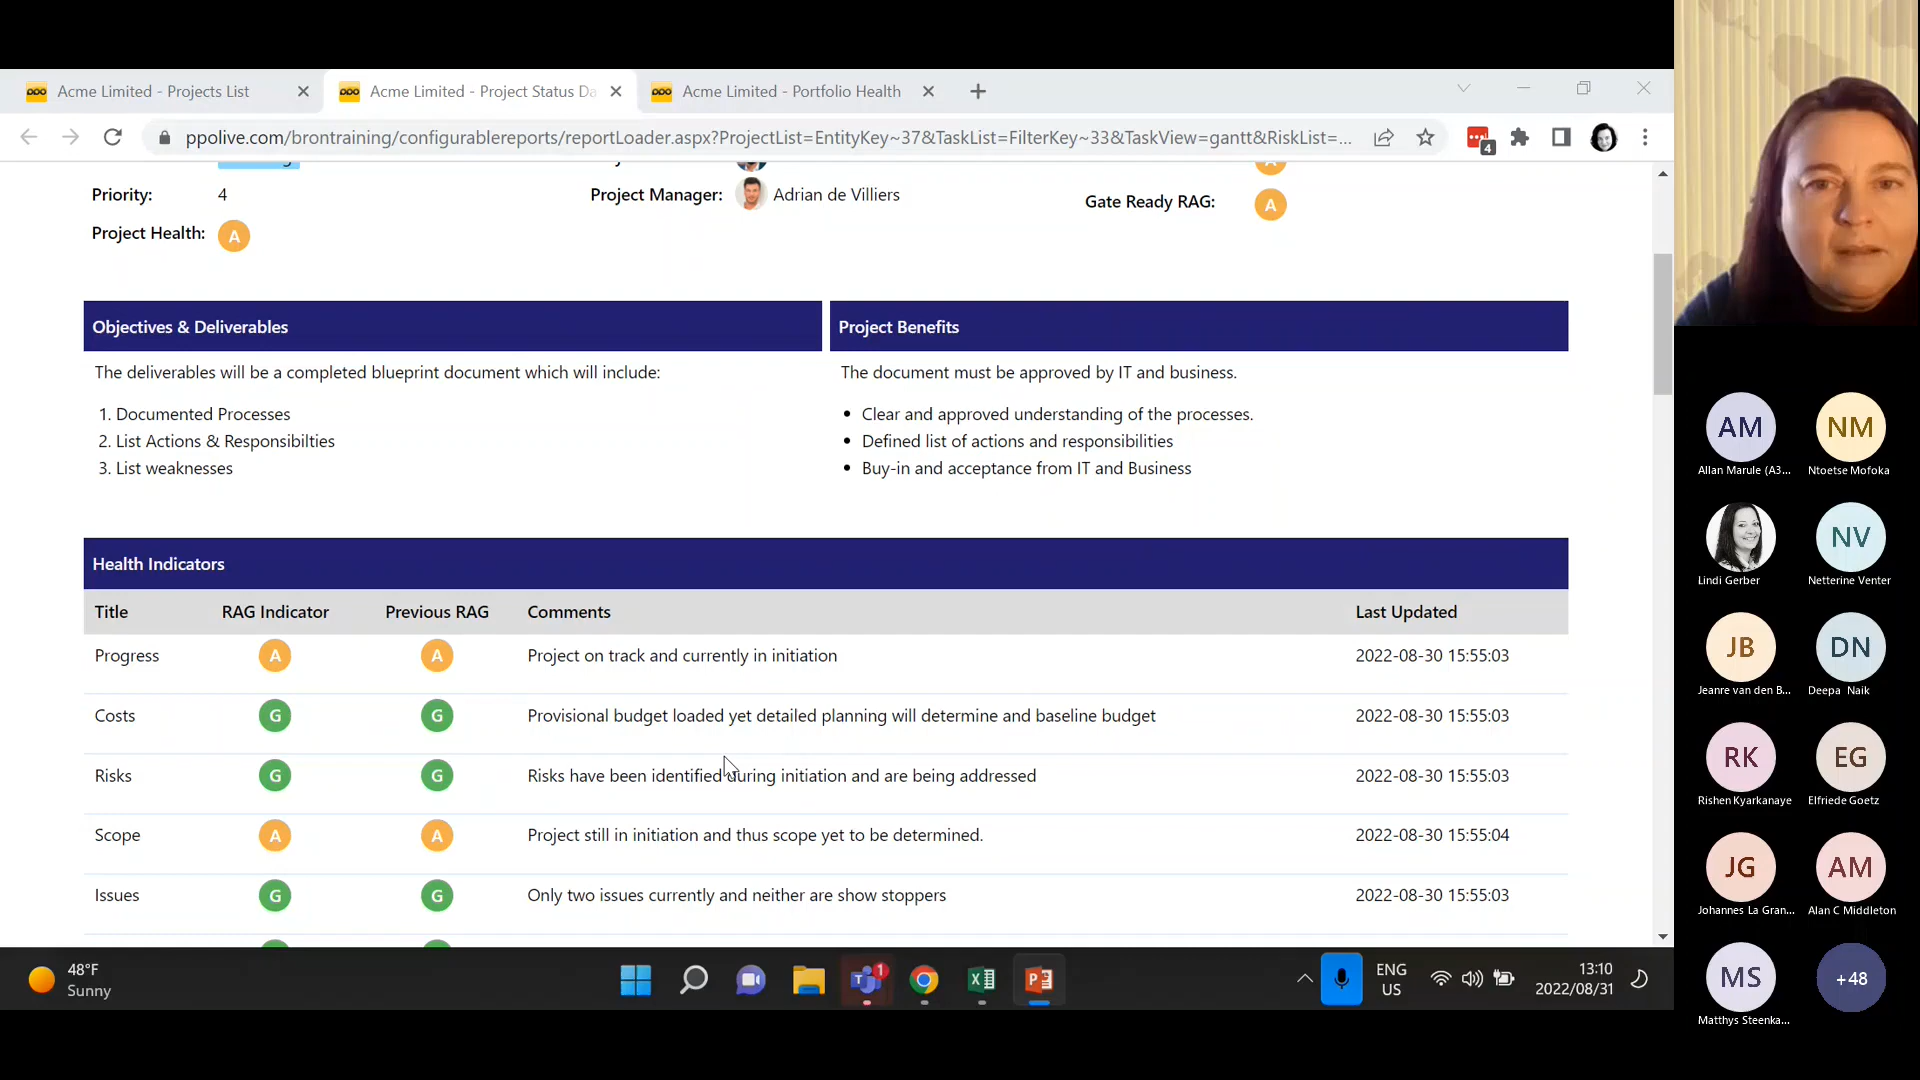 Acme Limited - Projects List
Acme Limited - Project Status Da
Acme Limited - Portfolio Health
ppolive.com/brontraining/configurablereports/reportLoader.aspx?ProjectList=EntityKey~37&TaskList=FilterKey~33&TaskView=gantt&RiskList=...
4
Priority: 4
Project Manager: Adrian de Villiers
Gate Ready RAG: A
Project Health: A
Objectives & Deliverables
The deliverables will be a completed blueprint document which will include:
1. Documented Processes
2. List Actions & Responsibilties
3. List weaknesses
Project Benefits
The document must be approved by IT and business.
• Clear and approved understanding of the processes.
• Defined list of actions and responsibilities
• Buy-in and acceptance from IT and Business
Health Indicators
Title RAG Indicator Previous RAG Comments Last Updated
Progress A A Project on track and currently in initiation 2022-08-30 15:55:03
Costs G G Provisional budget loaded yet detailed planning will determine and baseline budget 2022-08-30 15:55:03
Risks G G Risks have been identified during initiation and are being addressed 2022-08-30 15:55:03
Scope A A Project still in initiation and thus scope yet to be determined. 2022-08-30 15:55:04
Issues G G Only two issues currently and neither are show stoppers 2022-08-30 15:55:03
48°F
Sunny
1
ENG
US
13:10
2022/08/31
AM NM
Allan Marule (A3... Ntoetse Mofoka
NV
Lindi Gerber Netterine Venter
JB DN
Jeanre van den B... Deepa Naik
RK EG
Rishen Kyarkanaye Elfriede Goetz
JG AM
Johannes La Gran... Alan C Middleton
MS +48
Matthys Steenka...